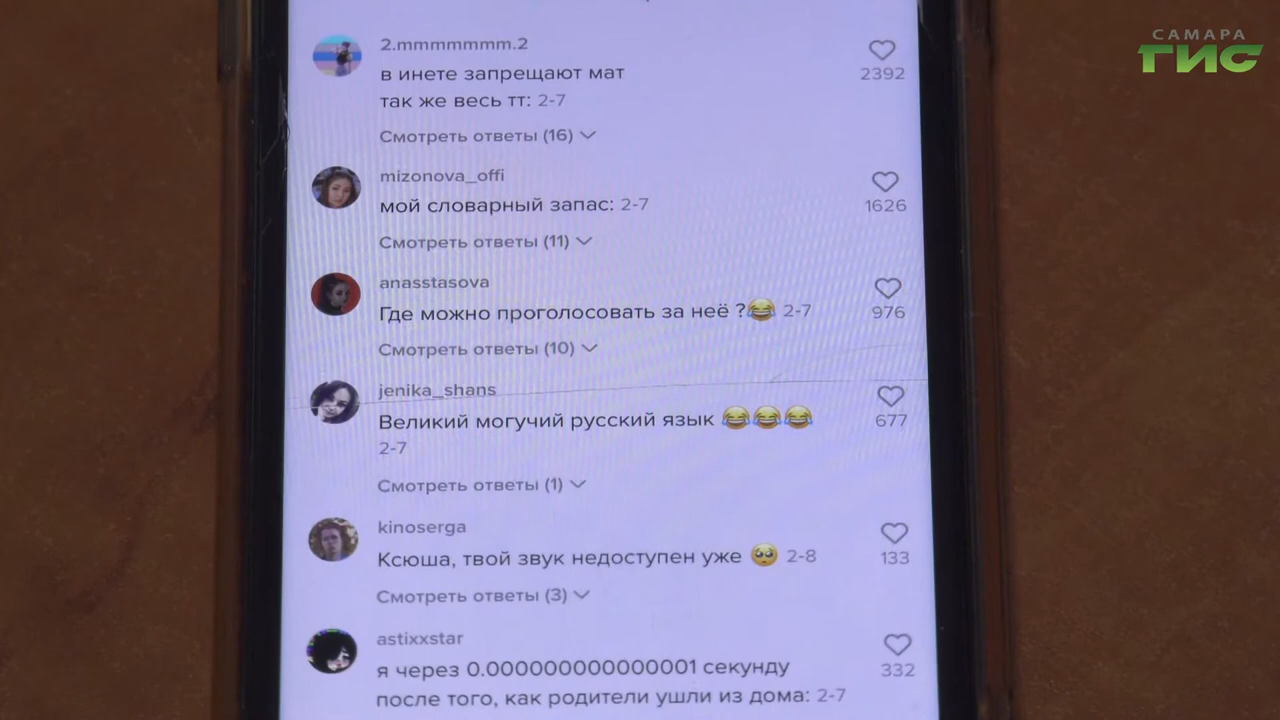 САМАРА
ГИС
2.mmmmmmm.2
в инете запрещают мат
2392
так же весь тт: 2-7
Смотреть ответы (16)
mizonova_offi
мой словарный запас: 2-7
1626
Смотреть ответы (11)
anasstasova
Где можно проголосовать за неё ?😂 2-7
976
Смотреть ответы (10)
jenika_shans
Великий могучий русский язык 😂😂😂
677
2-7
Смотреть ответы (1)
kinoserga
Ксюша, твой звук недоступен уже 🥺 2-8
133
Смотреть ответы (3)
astixxstar
я через 0.000000000000001 секунду
332
после того, как родители ушли из дома: 2-7